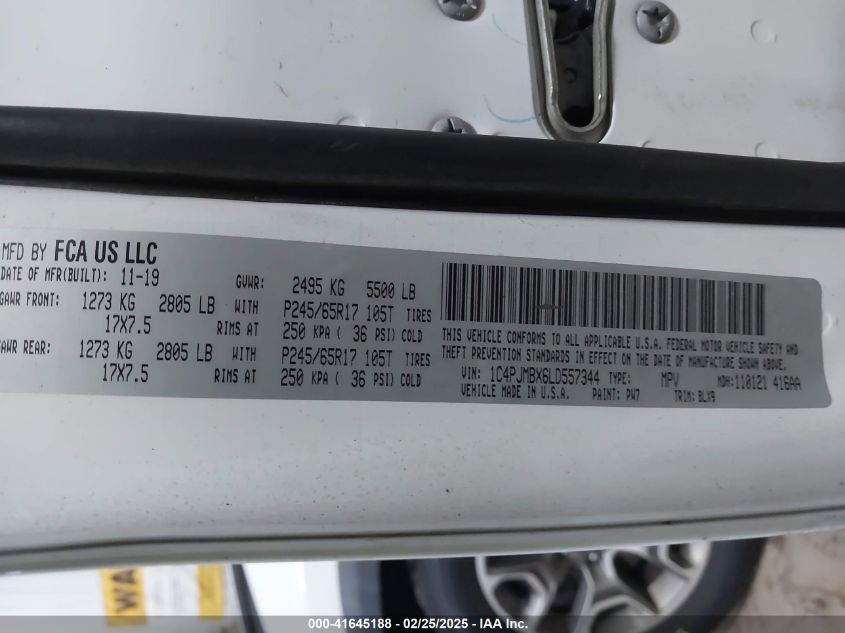 MFD BY FCA US LLC
DATE OF MFR(BUILT): 11-19 GVWR: 2495 KG 5500 LB
GAWR FRONT: 1273 KG 2805 LB WITH P245/65R17 105T TIRES
17X7.5 RIMS AT 250 KPA ( 36 PSI) COLD
GAWR REAR: 1273 KG 2805 LB WITH P245/65R17 105T TIRES
17X7.5 RIMS AT 250 KPA ( 36 PSI) COLD
THIS VEHICLE CONFORMS TO ALL APPLICABLE U.S.A. FEDERAL MOTOR VEHICLE SAFETY AND
THEFT PREVENTION STANDARDS IN EFFECT ON THE DATE OF MANUFACTURE SHOWN ABOVE.
VIN: 1C4PJMBX6LD557344 TYPE: MPV MDH:110121 416AA
VEHICLE MADE IN U.S.A. PAINT: PW7 TRIM: BLX9
WA
000-41645188 - 02/25/2025 - IAA Inc.